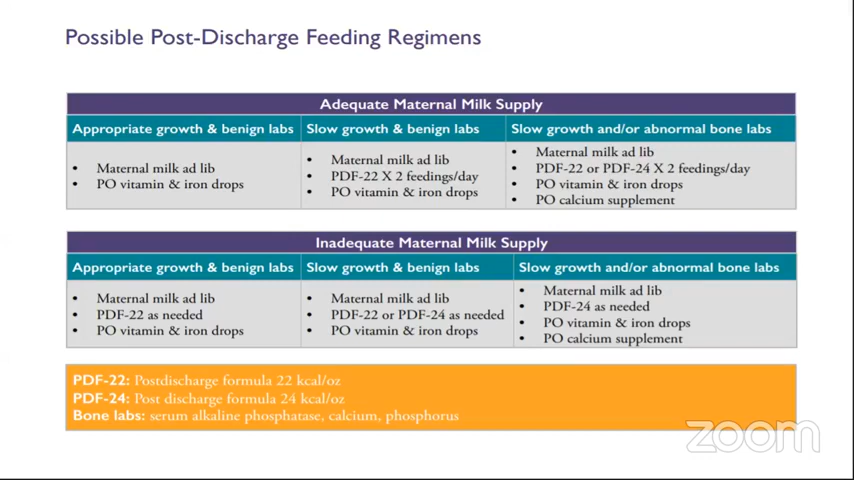 Possible Post-Discharge Feeding Regimens
Adequate Maternal Milk Supply
Appropriate growth & benign labs
Slow growth & benign labs
Slow growth and/or abnormal bone labs
• Maternal milk ad lib
• PO vitamin & iron drops
• Maternal milk ad lib
• PDF-22 X 2 feedings/day
• PO vitamin & iron drops
• Maternal milk ad lib
• PDF-22 or PDF-24 X 2 feedings/day
• PO vitamin & iron drops
• PO calcium supplement
Inadequate Maternal Milk Supply
Appropriate growth & benign labs
Slow growth & benign labs
Slow growth and/or abnormal bone labs
• Maternal milk ad lib
• PDF-22 as needed
• PO vitamin & iron drops
• Maternal milk ad lib
• PDF-22 or PDF-24 as needed
• PO vitamin & iron drops
• Maternal milk ad lib
• PDF-24 as needed
• PO vitamin & iron drops
• PO calcium supplement
PDF-22: Postdischarge formula 22 kcal/oz
PDF-24: Post discharge formula 24 kcal/oz
Bone labs: serum alkaline phosphatase, calcium, phosphorus
zoom